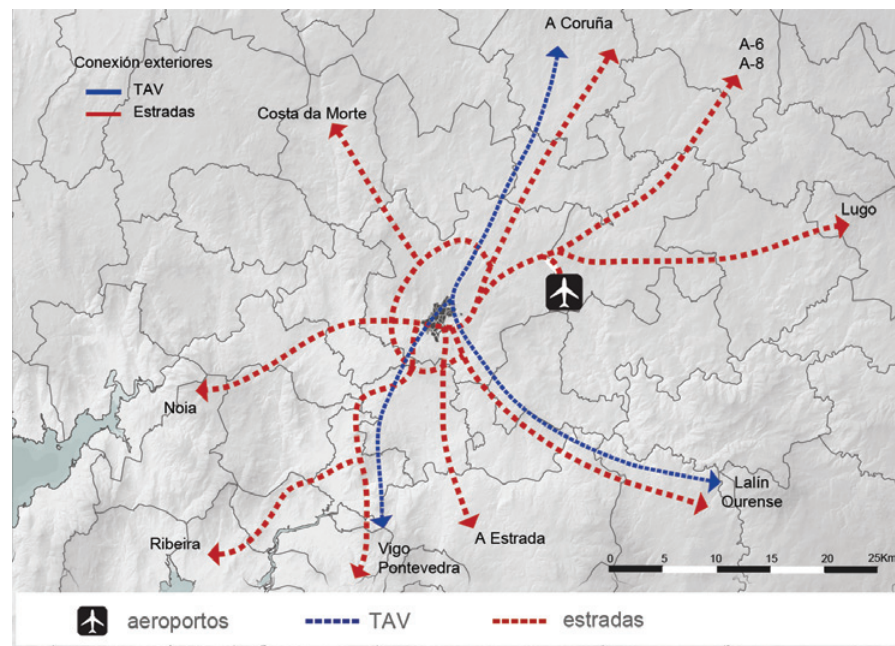 A Coruña
A-6
A-8
Conexión exteriores
TAV
Estradas
Costa da Morte
Lugo
Noia
Lalín
Ourense
Ribeira
A Estrada
Vigo
Pontevedra
0 5 10 15 20 25Km
aeroportos
TAV
estradas